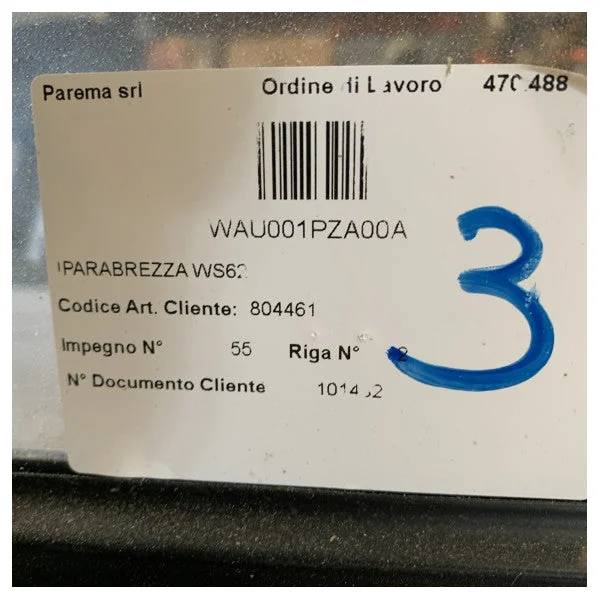 Parema srl Ordine di Lavoro
WAU001PZA00A
PARABREZZA WS62
Codice Art. Cliente: 804461
Impegno N° 55 Riga N°
N° Documento Cliente
3